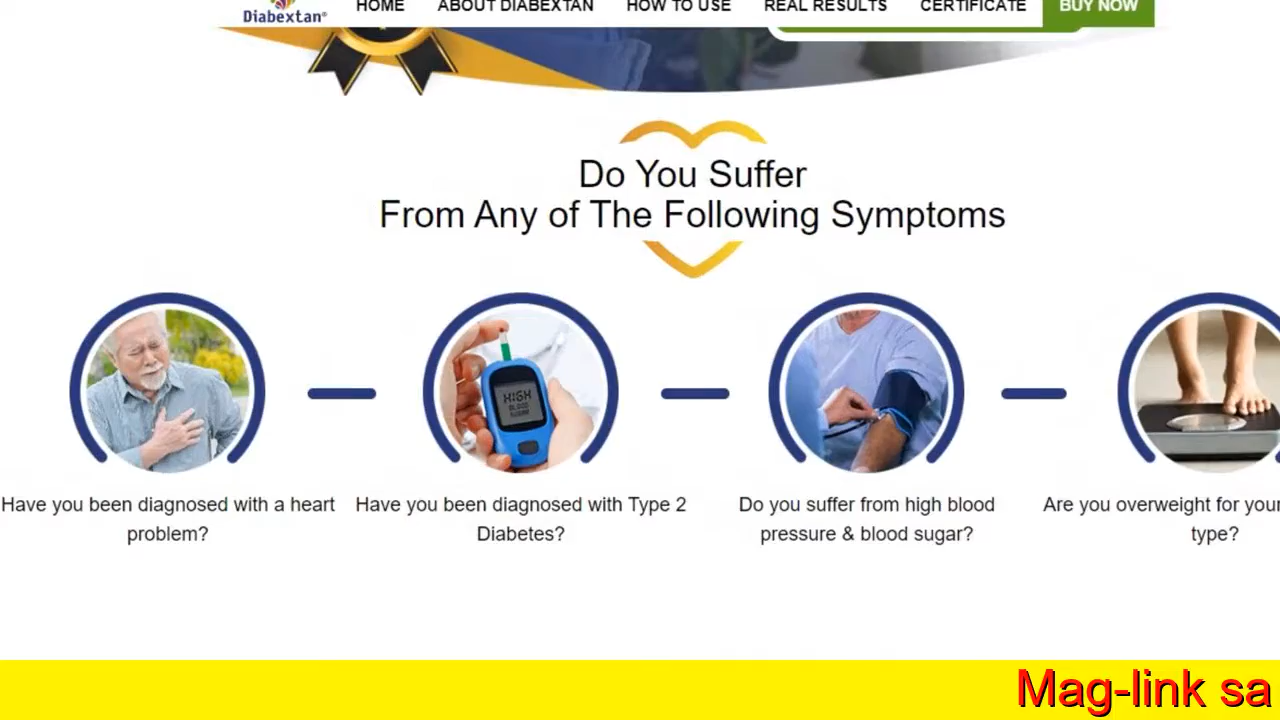 Diabextan®
HOME ABOUT DIABEXTAN HOW TO USE REAL RESULTS CERTIFICATE BUY NOW
Do You Suffer
From Any of The Following Symptoms
HIGH
BLOOD
SUGAR
Have you been diagnosed with a heart
problem?
Have you been diagnosed with Type 2
Diabetes?
Do you suffer from high blood
pressure & blood sugar?
Are you overweight for your
type?
Mag-link sa